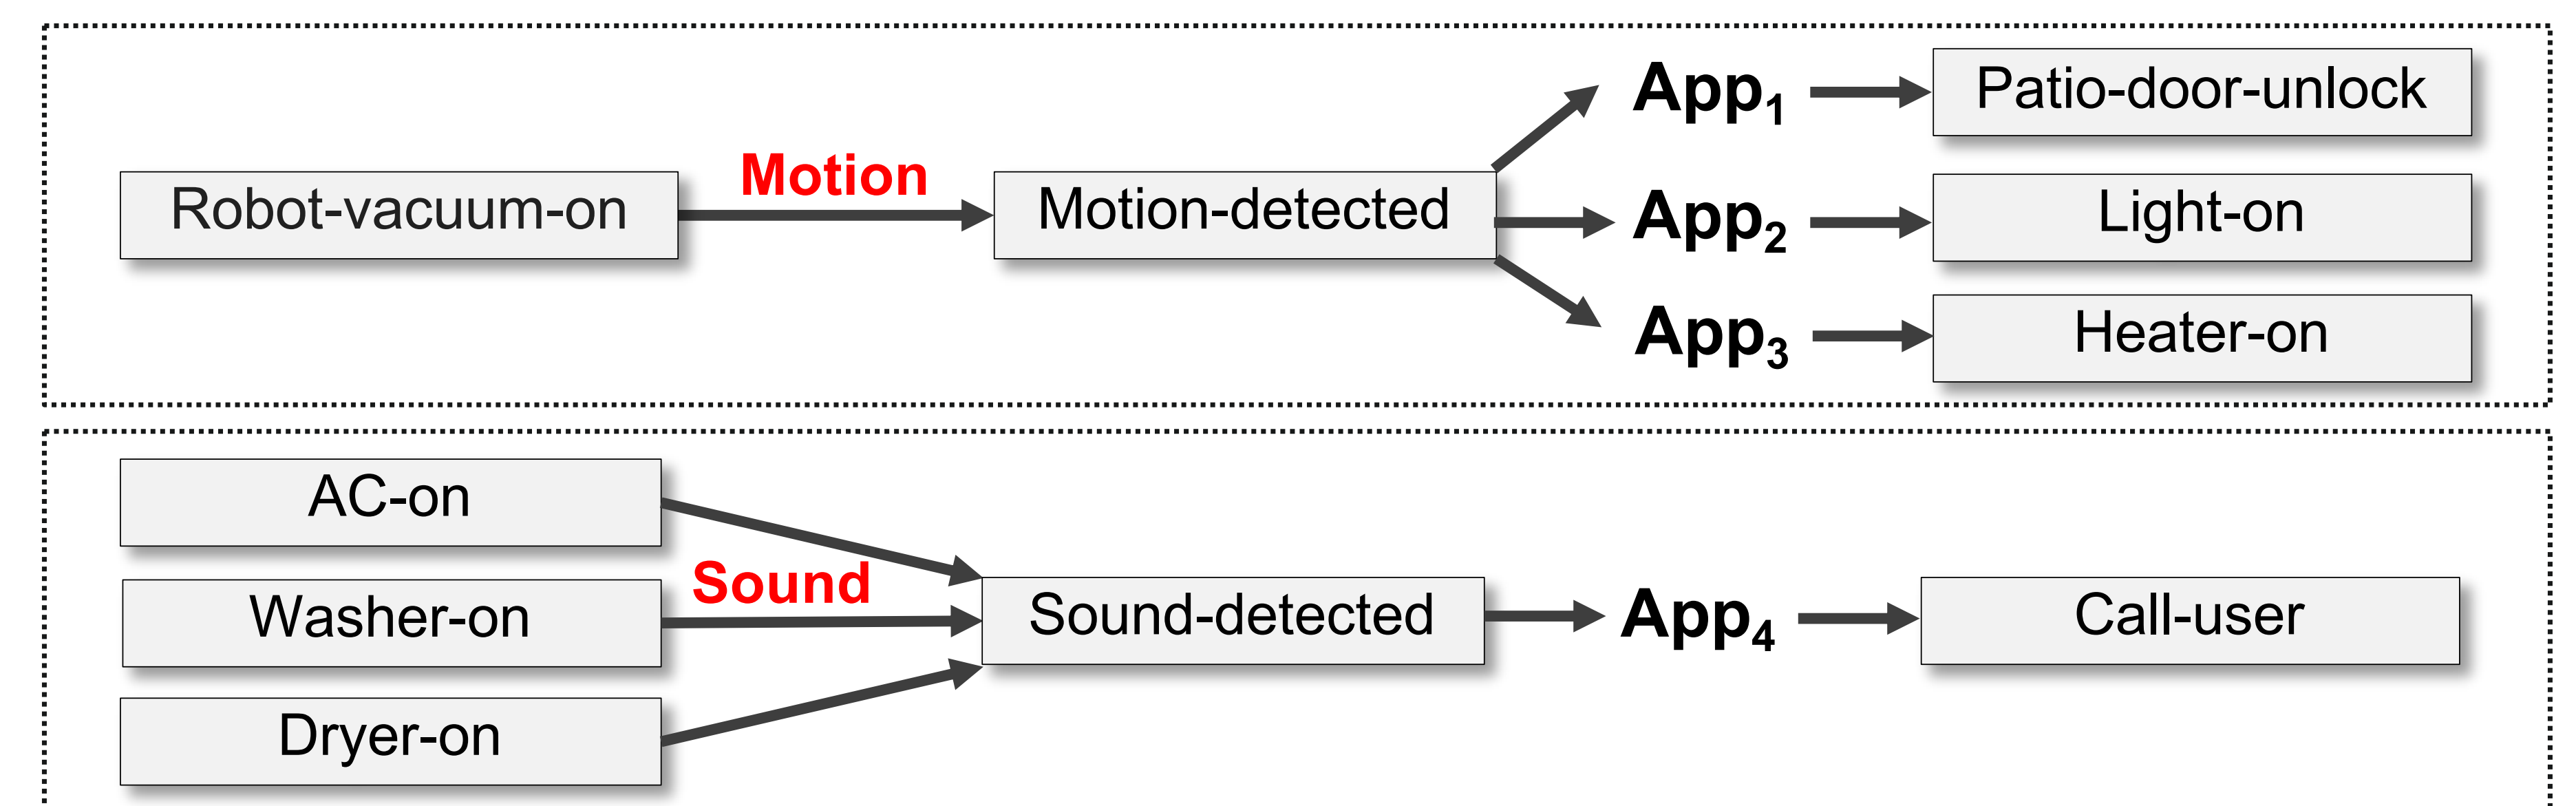 Robot-vacuum-on
Motion
Motion-detected
App₁
Patio-door-unlock
App₂
Light-on
App₃
Heater-on
AC-on
Washer-on
Dryer-on
Sound
Sound-detected
App₄
Call-user